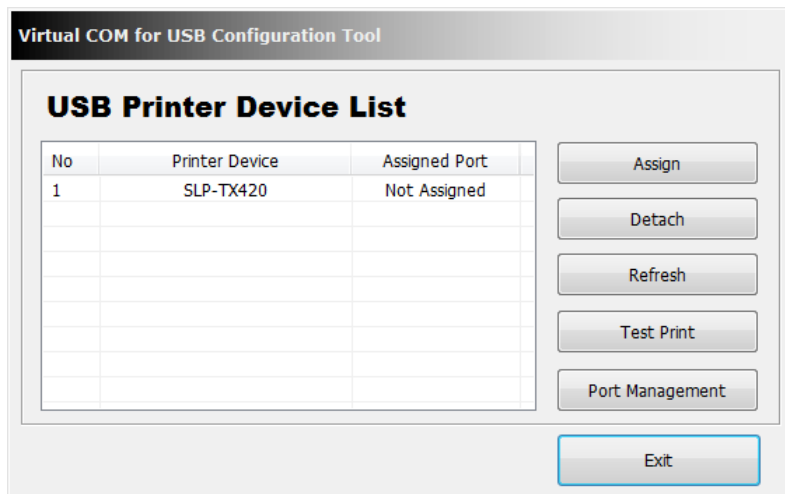 Virtual COM for USB Configuration Tool
USB Printer Device List
No Printer Device Assigned Port
1 SLP-TX420 Not Assigned
Assign
Detach
Refresh
Test Print
Port Management
Exit